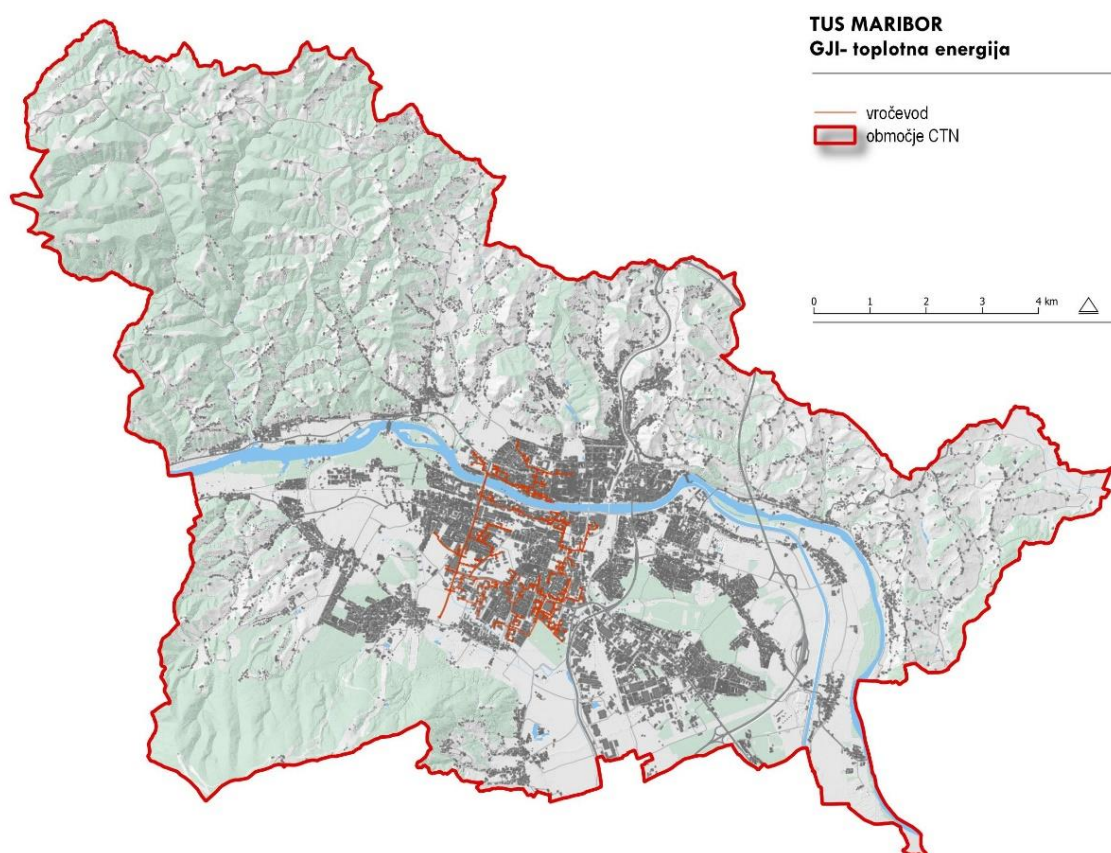 TUS MARIBOR
GJI- toplotna energija
vročevod
območje CTN
0 1 2 3 4 km